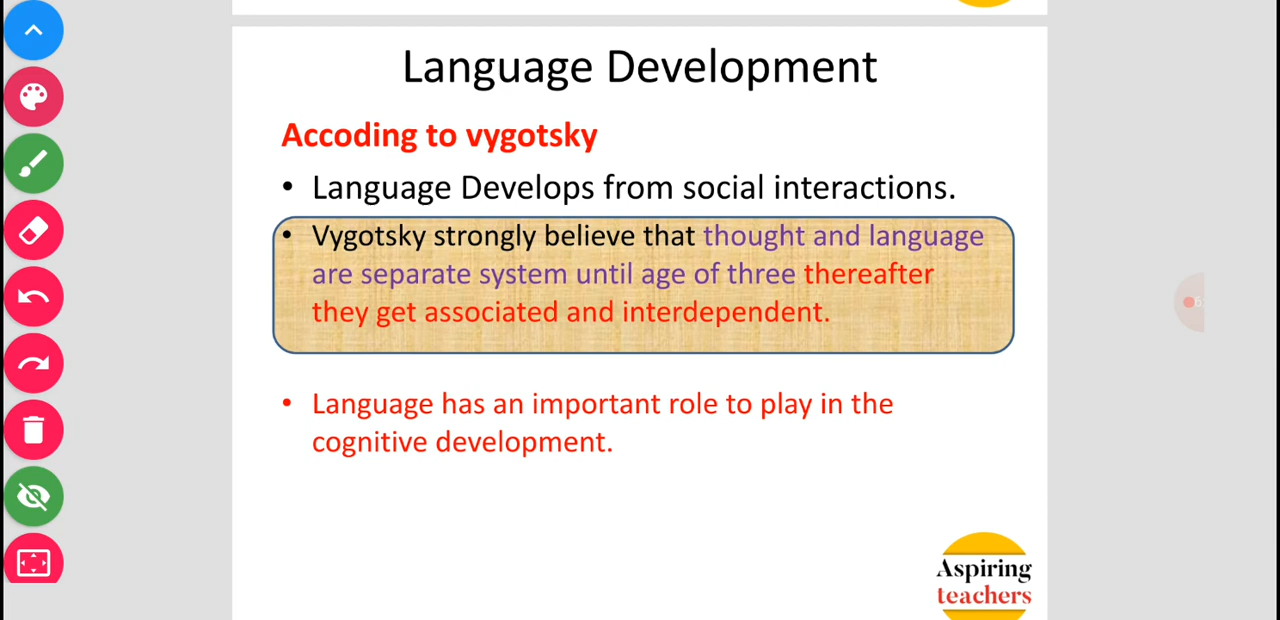 Language Development
Accoding to vygotsky
• Language Develops from social interactions.
• Vygotsky strongly believe that thought and language
are separate system until age of three thereafter
they get associated and interdependent.
• Language has an important role to play in the
cognitive development.
Aspiring
teachers